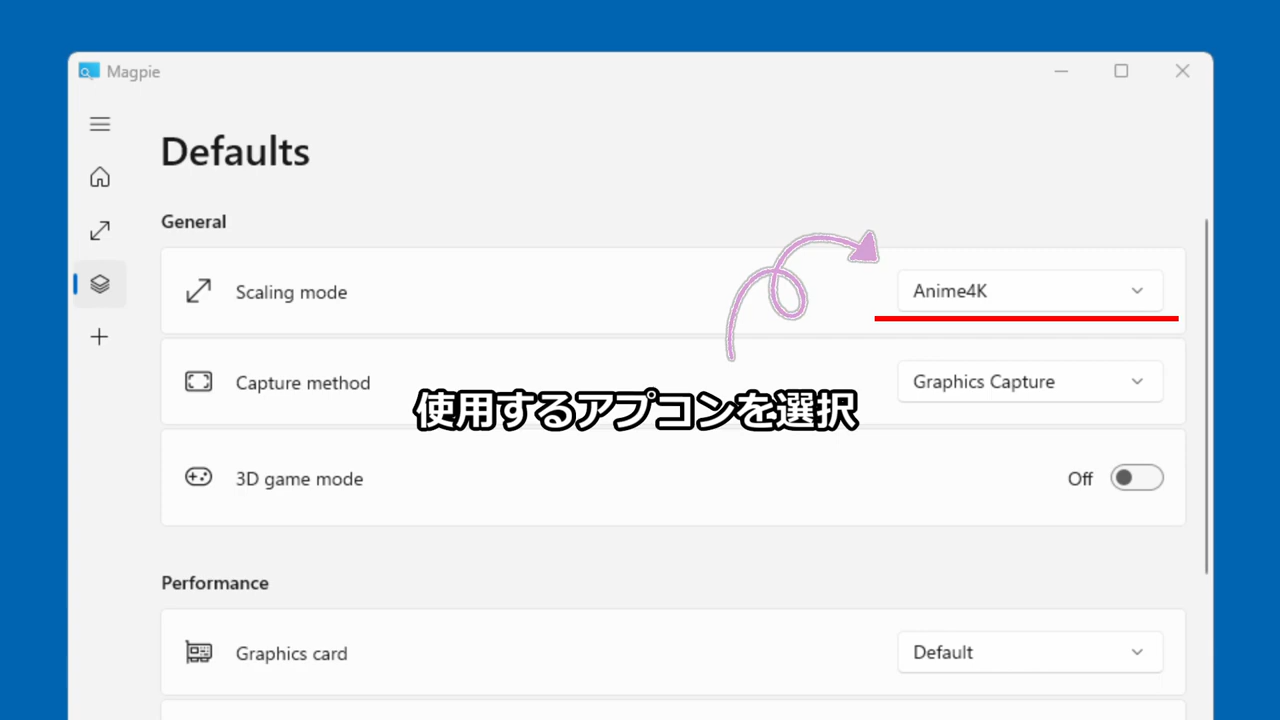 Magpie
Defaults
General
Scaling mode
Anime4K
Capture method
Graphics Capture
使用するアプコンを選択
3D game mode
Off
Performance
Graphics card
Default